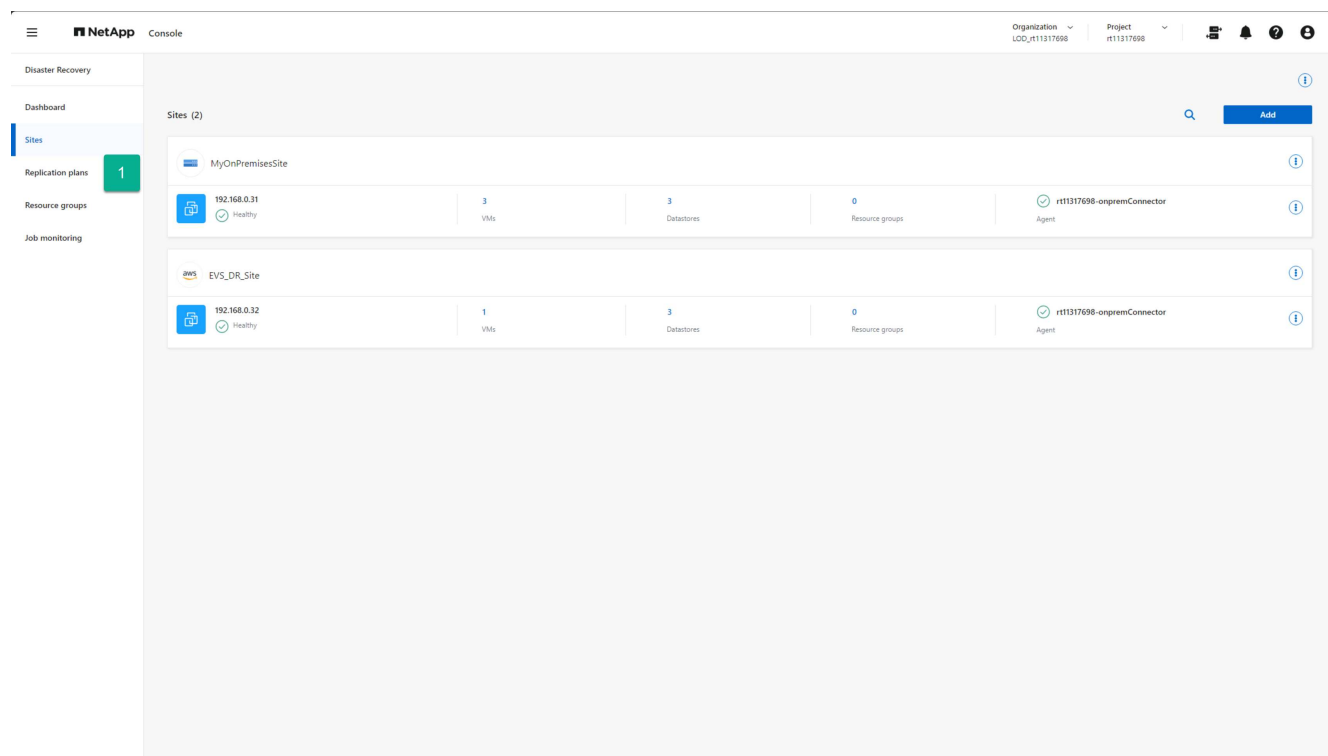 NetApp Console
Organization
LOD_rt11317698
Project
rt11317698
Disaster Recovery
Dashboard
Sites
Replication plans
1
Resource groups
Job monitoring
Sites (2)
Add
MyOnPremisesSite
192.168.0.31
Healthy
3
VMs
3
Datastores
0
Resource groups
rt11317698-onpremConnector
Agent
aws EVS_DR_Site
192.168.0.32
Healthy
1
VMs
3
Datastores
0
Resource groups
rt11317698-onpremConnector
Agent